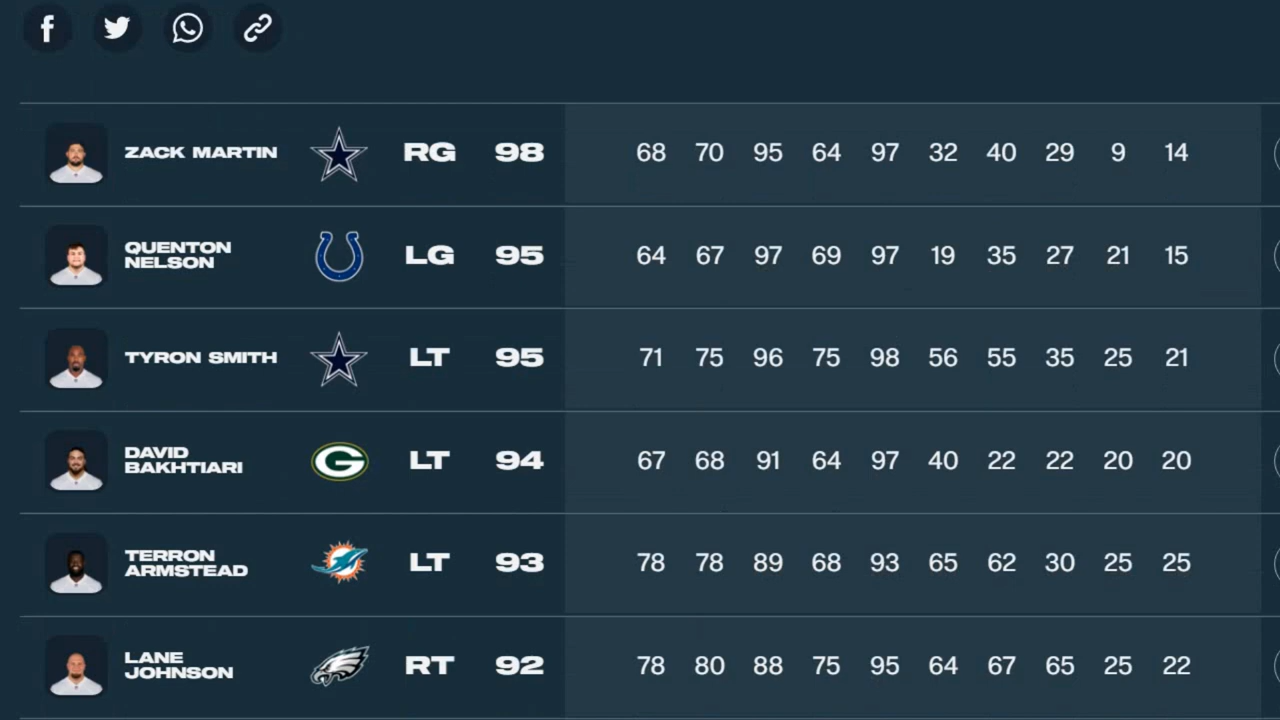 ZACK MARTIN RG 98 68 70 95 64 97 32 40 29 9 14
QUENTON
NELSON LG 95 64 67 97 69 97 19 35 27 21 15
TYRON SMITH LT 95 71 75 96 75 98 56 55 35 25 21
DAVID
BAKHTIARI LT 94 67 68 91 64 97 40 22 22 20 20
TERRON
ARMSTEAD LT 93 78 78 89 68 93 65 62 30 25 25
LANE
JOHNSON RT 92 78 80 88 75 95 64 67 65 25 22